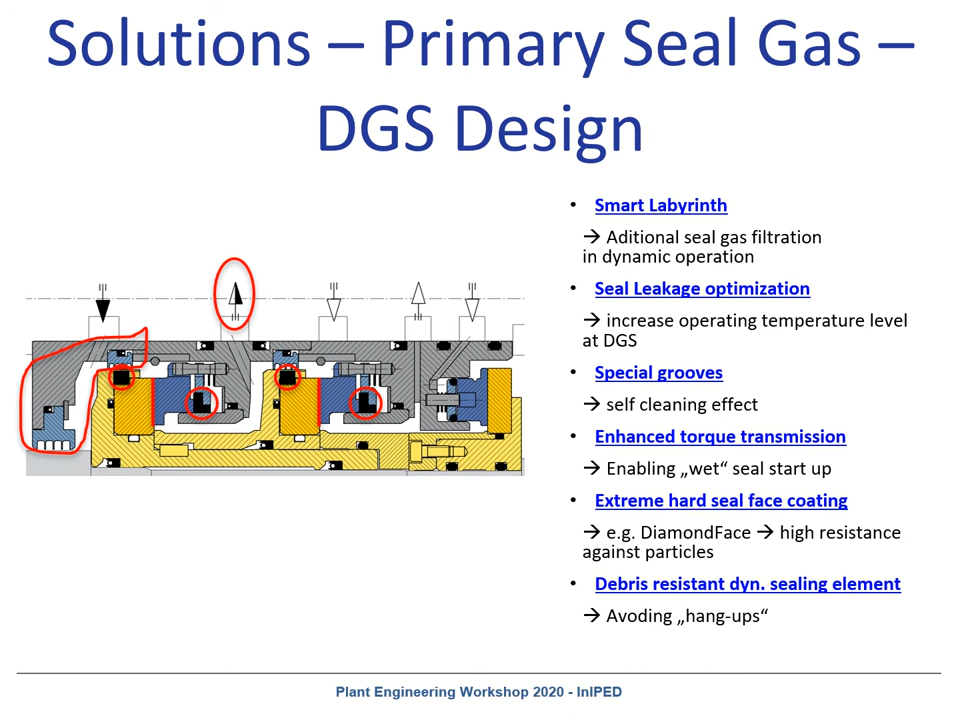 Solutions – Primary Seal Gas –
DGS Design
• Smart Labyrinth
→ Aditional seal gas filtration
in dynamic operation
• Seal Leakage optimization
→ increase operating temperature level
at DGS
• Special grooves
→ self cleaning effect
• Enhanced torque transmission
→ Enabling „wet“ seal start up
• Extreme hard seal face coating
→ e.g. DiamondFace → high resistance
against particles
• Debris resistant dyn. sealing element
→ Avoding „hang-ups“
Plant Engineering Workshop 2020 - InIPED